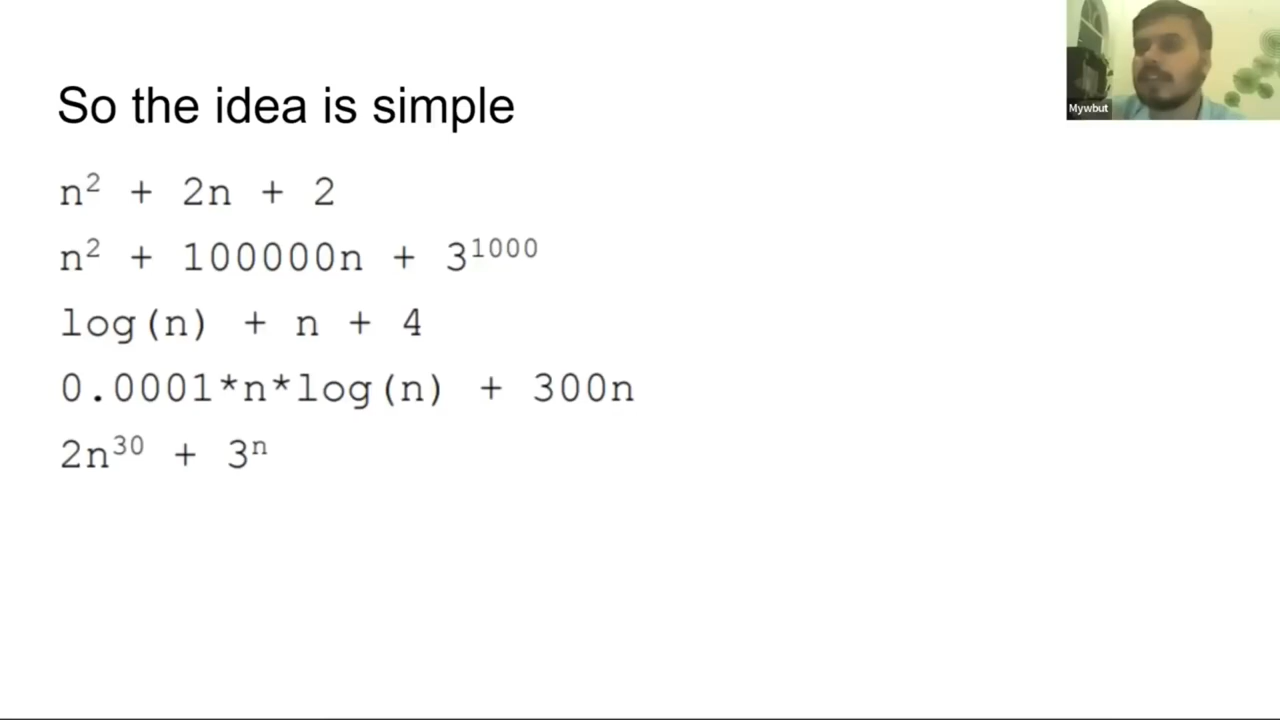 So the idea is simple
Mywbut
n² + 2n + 2
n² + 100000n + 3¹⁰⁰⁰
log(n) + n + 4
0.0001*n*log(n) + 300n
2n³⁰ + 3ⁿ